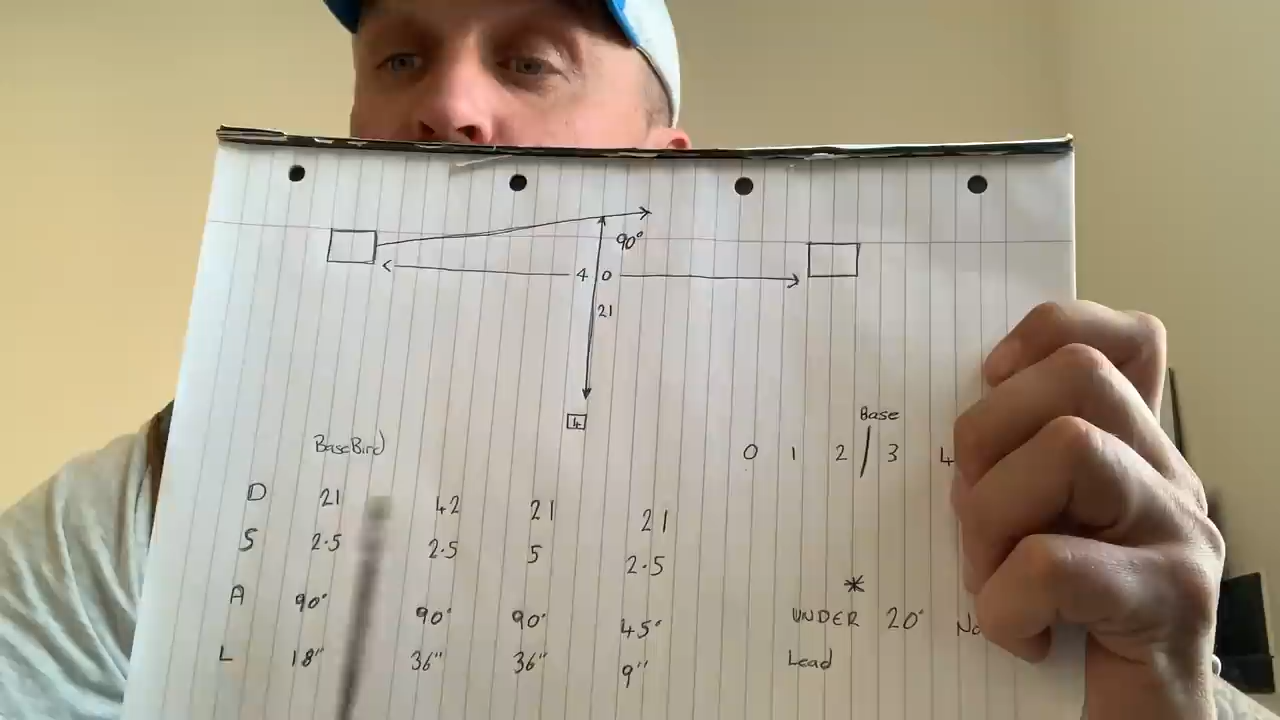 90°
4 0
21
4
Base
BaseBird
0 1 2 / 3 4
D 21 42 21 21
S 2.5 2.5 5 2.5
A 90° 90° 90° 45°
L 18" 36" 36" 9"
*
UNDER 20°
Lead